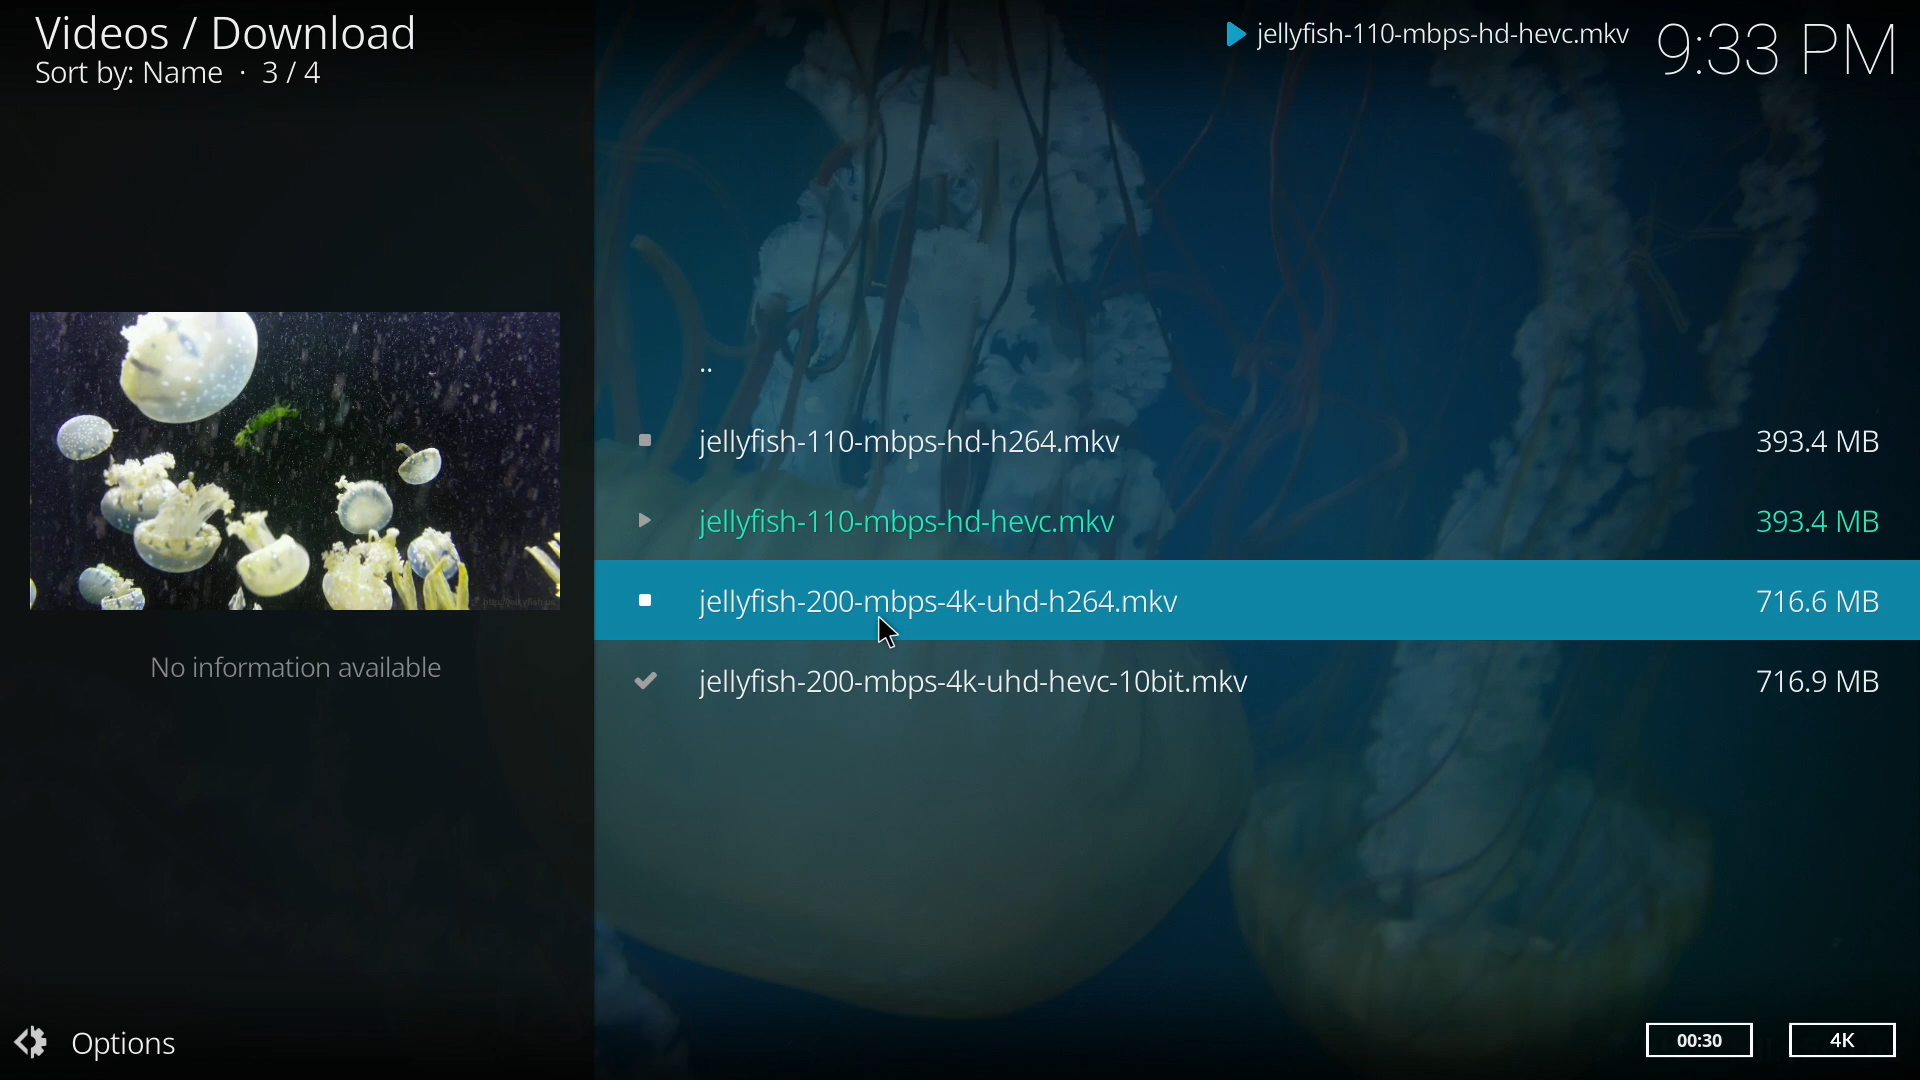 Videos / Download
Sort by: Name · 3 / 4
jellyfish-110-mbps-hd-hevc.mkv
9:33 PM
..
jellyfish-110-mbps-hd-h264.mkv 393.4 MB
jellyfish-110-mbps-hd-hevc.mkv 393.4 MB
jellyfish-200-mbps-4k-uhd-h264.mkv 716.6 MB
jellyfish-200-mbps-4k-uhd-hevc-10bit.mkv 716.9 MB
No information available
Options
00:30
4K